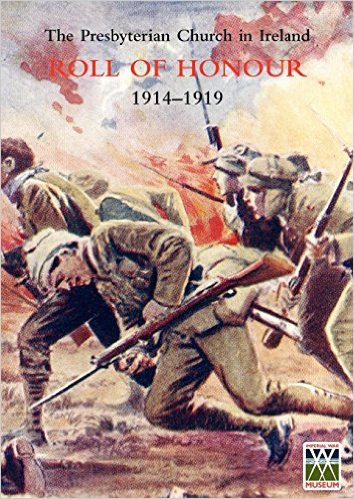 The Presbyterian Church in Ireland
ROLL OF HONOUR
1914–1919
IMPERIAL WAR
MUSEUM